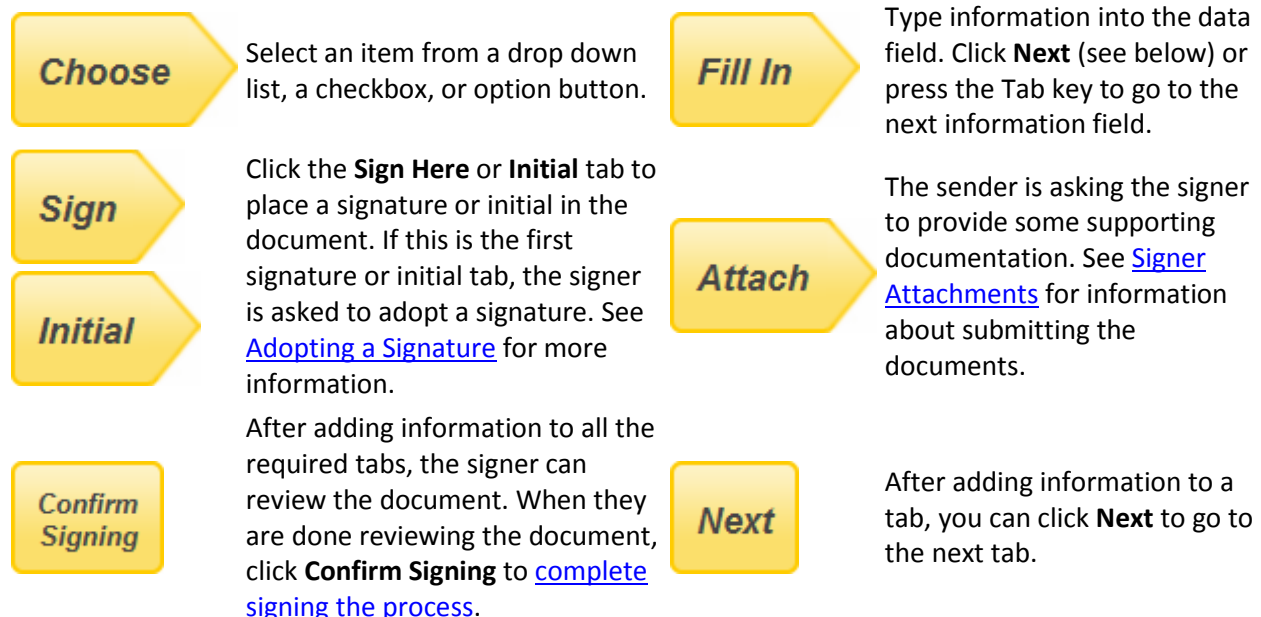 Choose
Select an item from a drop down
list, a checkbox, or option button.
Fill In
Type information into the data
field. Click Next (see below) or
press the Tab key to go to the
next information field.
Sign
Initial
Click the Sign Here or Initial tab to
place a signature or initial in the
document. If this is the first
signature or initial tab, the signer
is asked to adopt a signature. See
Adopting a Signature for more
information.
Attach
The sender is asking the signer
to provide some supporting
documentation. See Signer
Attachments for information
about submitting the
documents.
Confirm
Signing
After adding information to all the
required tabs, the signer can
review the document. When they
are done reviewing the document,
click Confirm Signing to complete
signing the process.
Next
After adding information to a
tab, you can click Next to go to
the next tab.